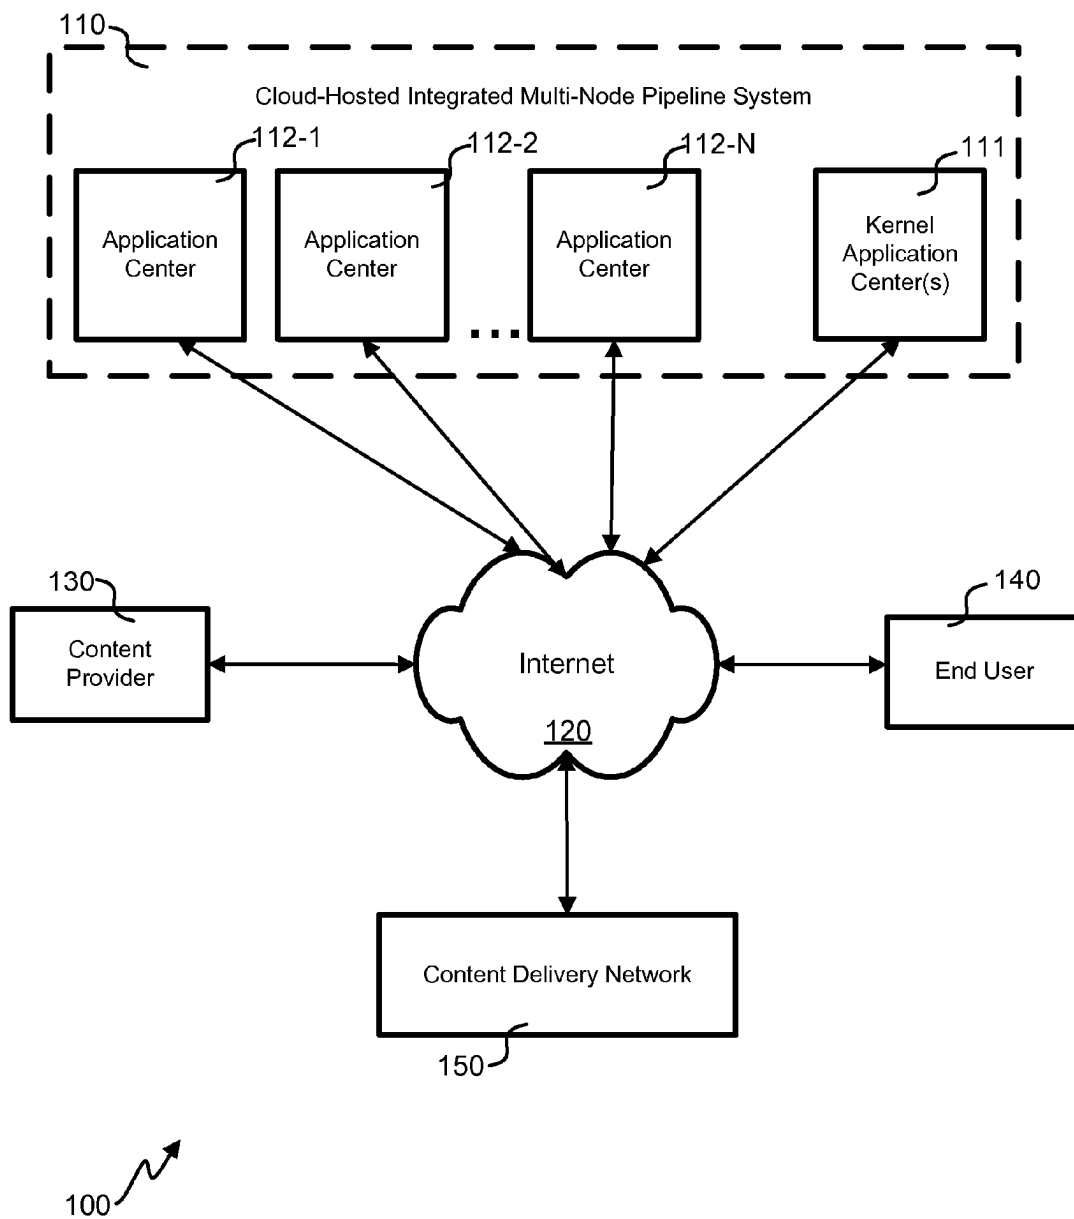 110
Cloud-Hosted Integrated Multi-Node Pipeline System
112-1
112-2
112-N
111
Application
Center
Application
Center
...
Application
Center
Kernel
Application
Center(s)
130
Content
Provider
Internet
120
140
End User
Content Delivery Network
150
100